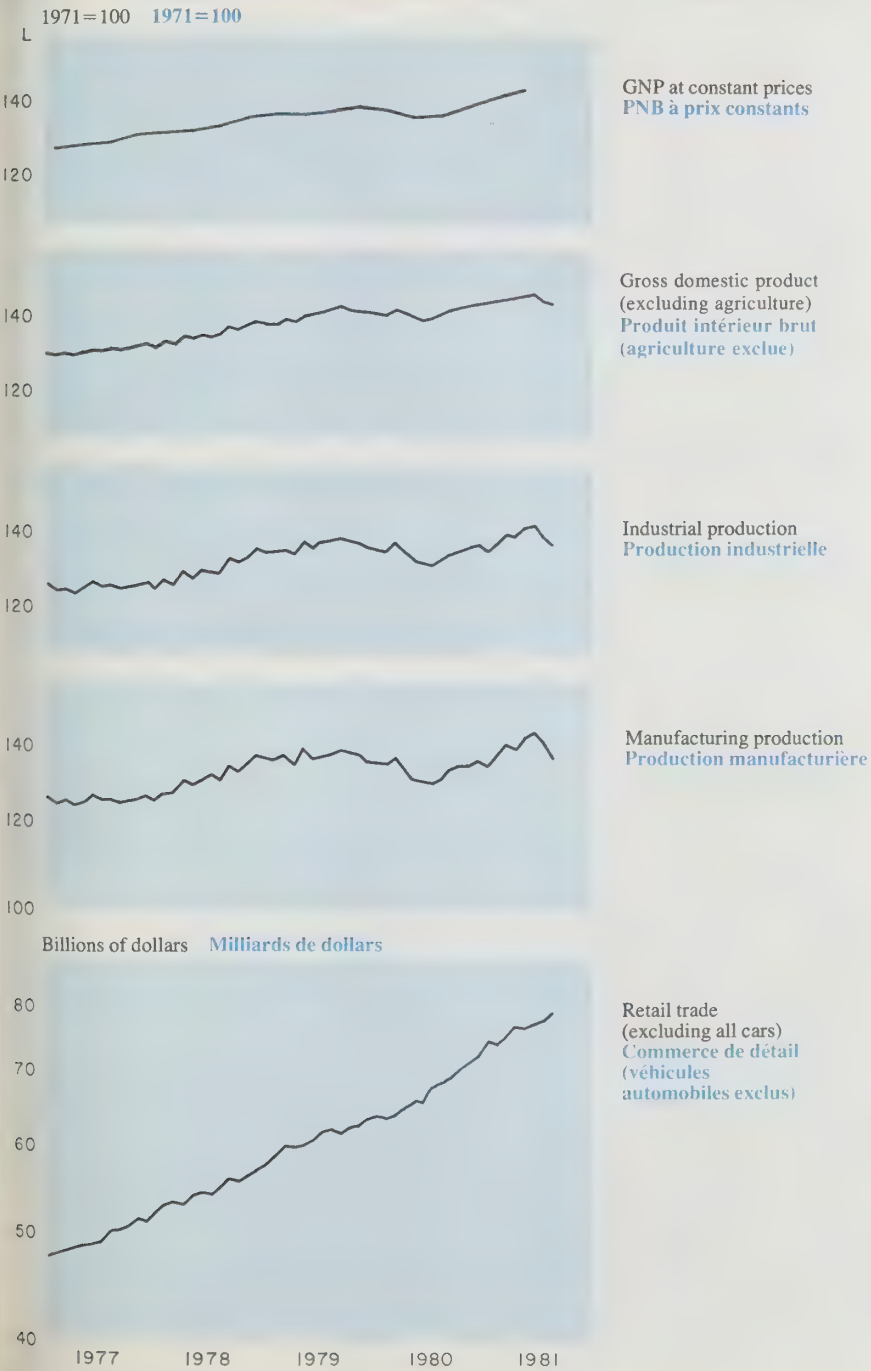 1971=100 1971=100
L
140
120
GNP at constant prices
PNB à prix constants
140
120
Gross domestic product
(excluding agriculture)
Produit intérieur brut
(agriculture exclue)
140
120
Industrial production
Production industrielle
140
120
100
Manufacturing production
Production manufacturière
Billions of dollars Milliards de dollars
80
70
60
50
40
Retail trade
(excluding all cars)
Commerce de détail
(véhicules
automobiles exclus)
1977 1978 1979 1980 1981